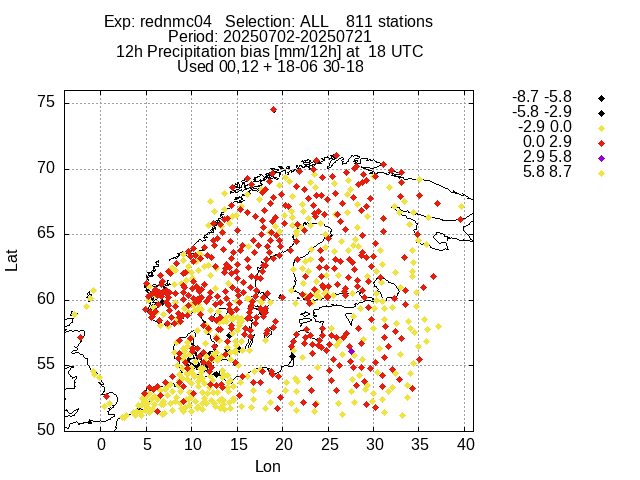 Exp: rednmc04   Selection: ALL    811 stations
Period: 20250702-20250721
12h Precipitation bias [mm/12h] at  18 UTC
Used 00,12 + 18-06 30-18
-8.7 -5.8
-5.8 -2.9
-2.9 0.0
0.0 2.9
2.9 5.8
5.8 8.7
75
70
65
60
55
50
Lat
0 5 10 15 20 25 30 35 40
Lon